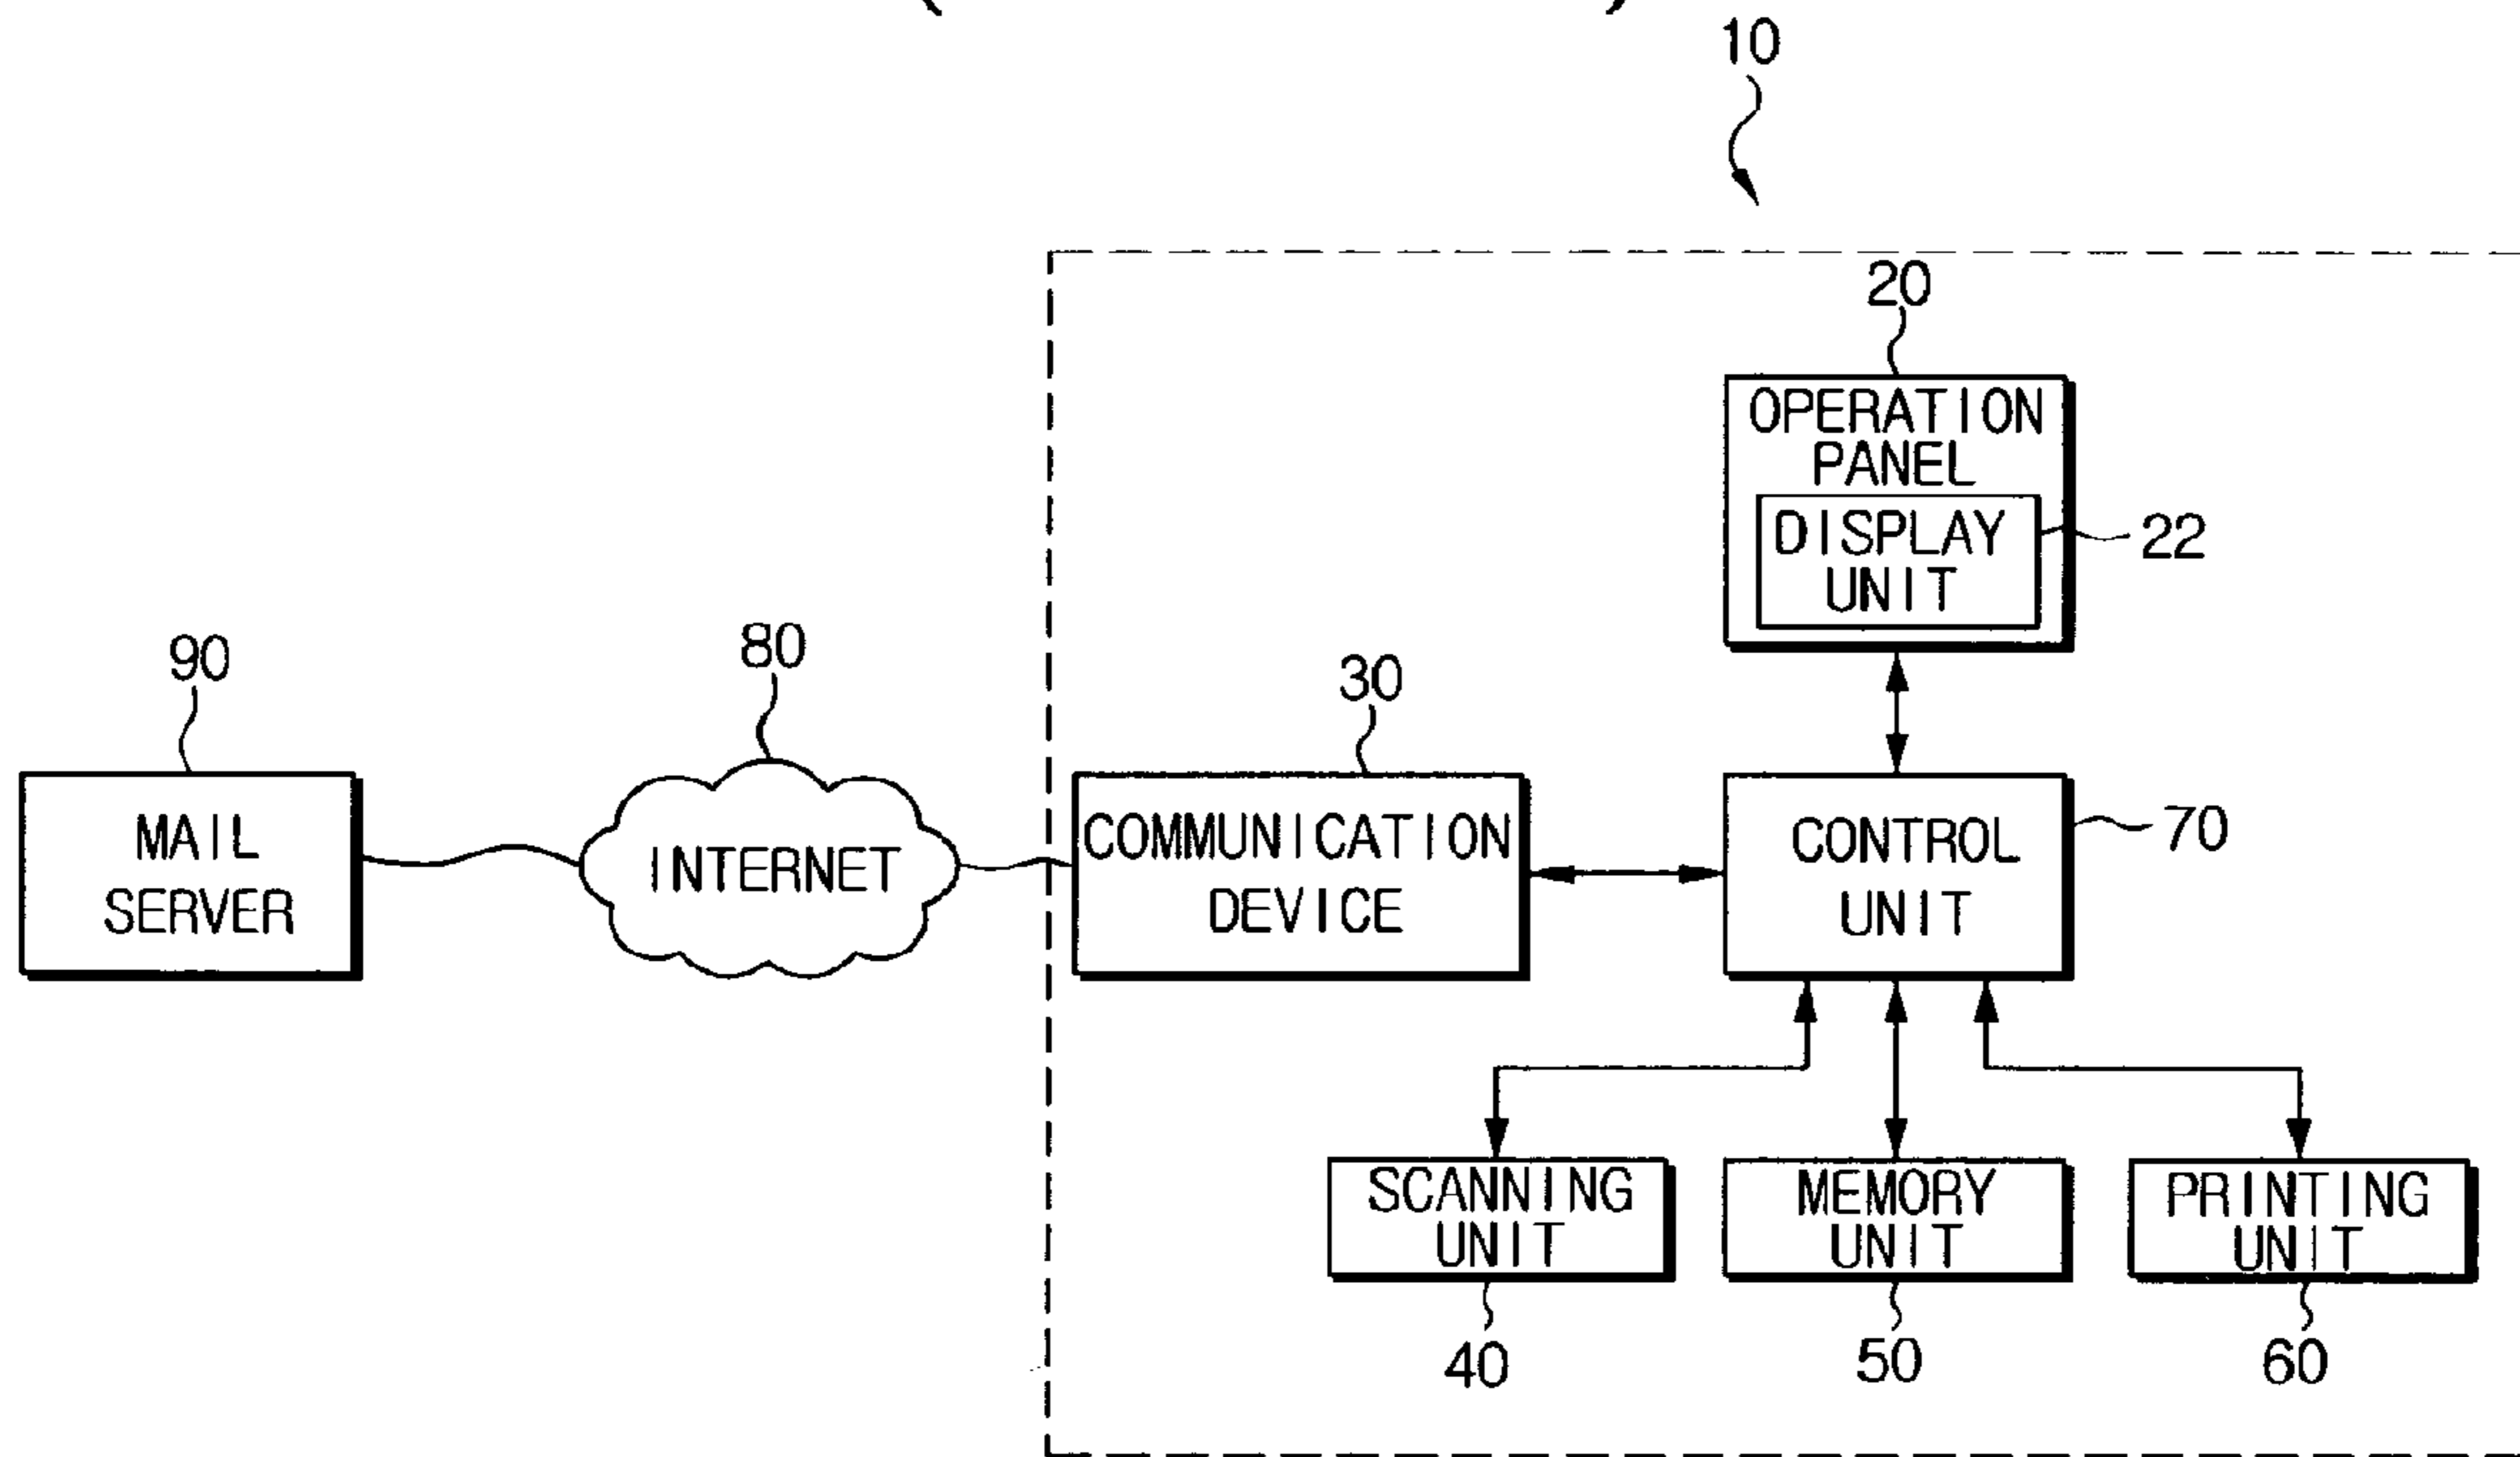 10
20
OPERATION
PANEL
DISPLAY
UNIT
22
90
80
30
MAIL
SERVER
INTERNET
COMMUNICATION
DEVICE
CONTROL
UNIT
70
SCANNING
UNIT
MEMORY
UNIT
PRINTING
UNIT
40
50
60